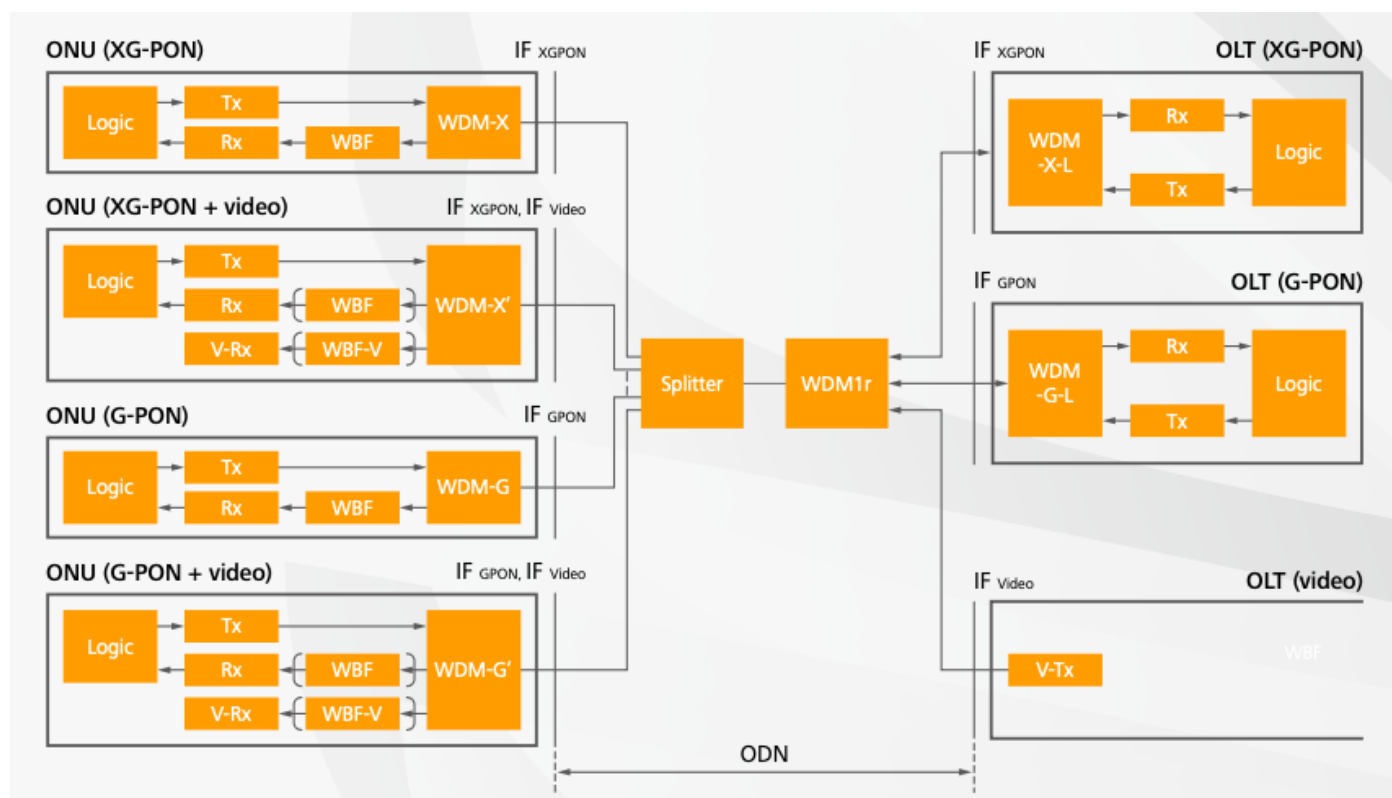 ONU (XG-PON)
IF XGPON
Logic
Tx
Rx
WBF
WDM-X
ONU (XG-PON + video)
IF XGPON, IF Video
Logic
Tx
Rx
WBF
V-Rx
WBF-V
WDM-X′
ONU (G-PON)
IF GPON
Logic
Tx
Rx
WBF
WDM-G
ONU (G-PON + video)
IF GPON, IF Video
Logic
Tx
Rx
WBF
V-Rx
WBF-V
WDM-G′
Splitter
WDM1r
ODN
IF XGPON
OLT (XG-PON)
WDM
-X-L
Rx
Tx
Logic
IF GPON
OLT (G-PON)
WDM
-G-L
Rx
Tx
Logic
IF Video
OLT (video)
V-Tx
WBF